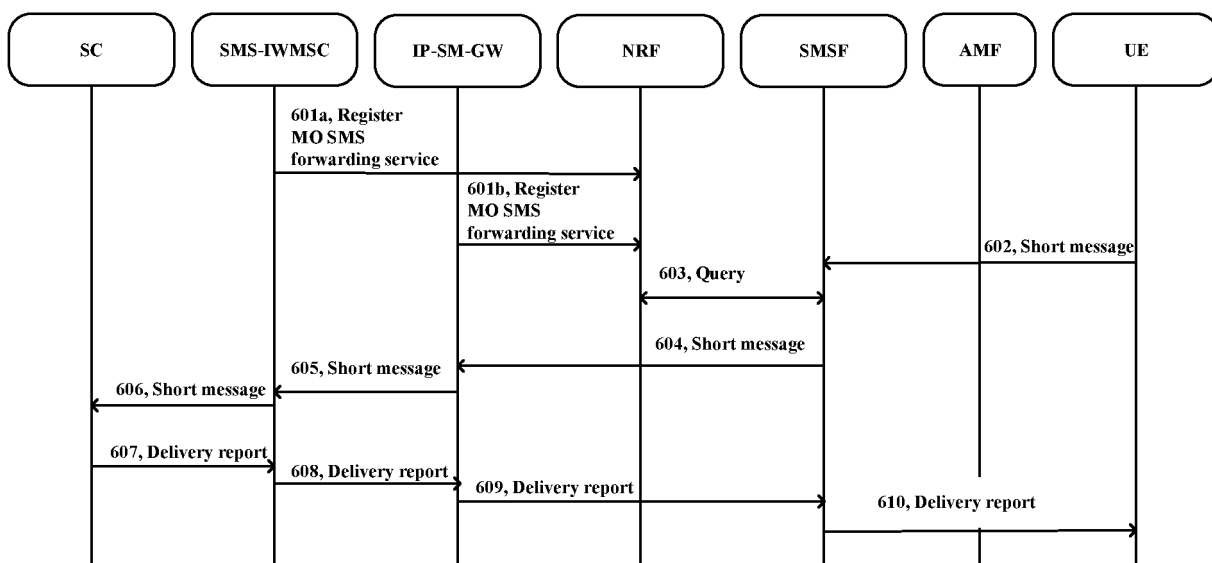 SC
SMS-IWMSC
IP-SM-GW
NRF
SMSF
AMF
UE
601a, Register
MO SMS
forwarding service
601b, Register
MO SMS
forwarding service
602, Short message
603, Query
604, Short message
605, Short message
606, Short message
607, Delivery report
608, Delivery report
609, Delivery report
610, Delivery report